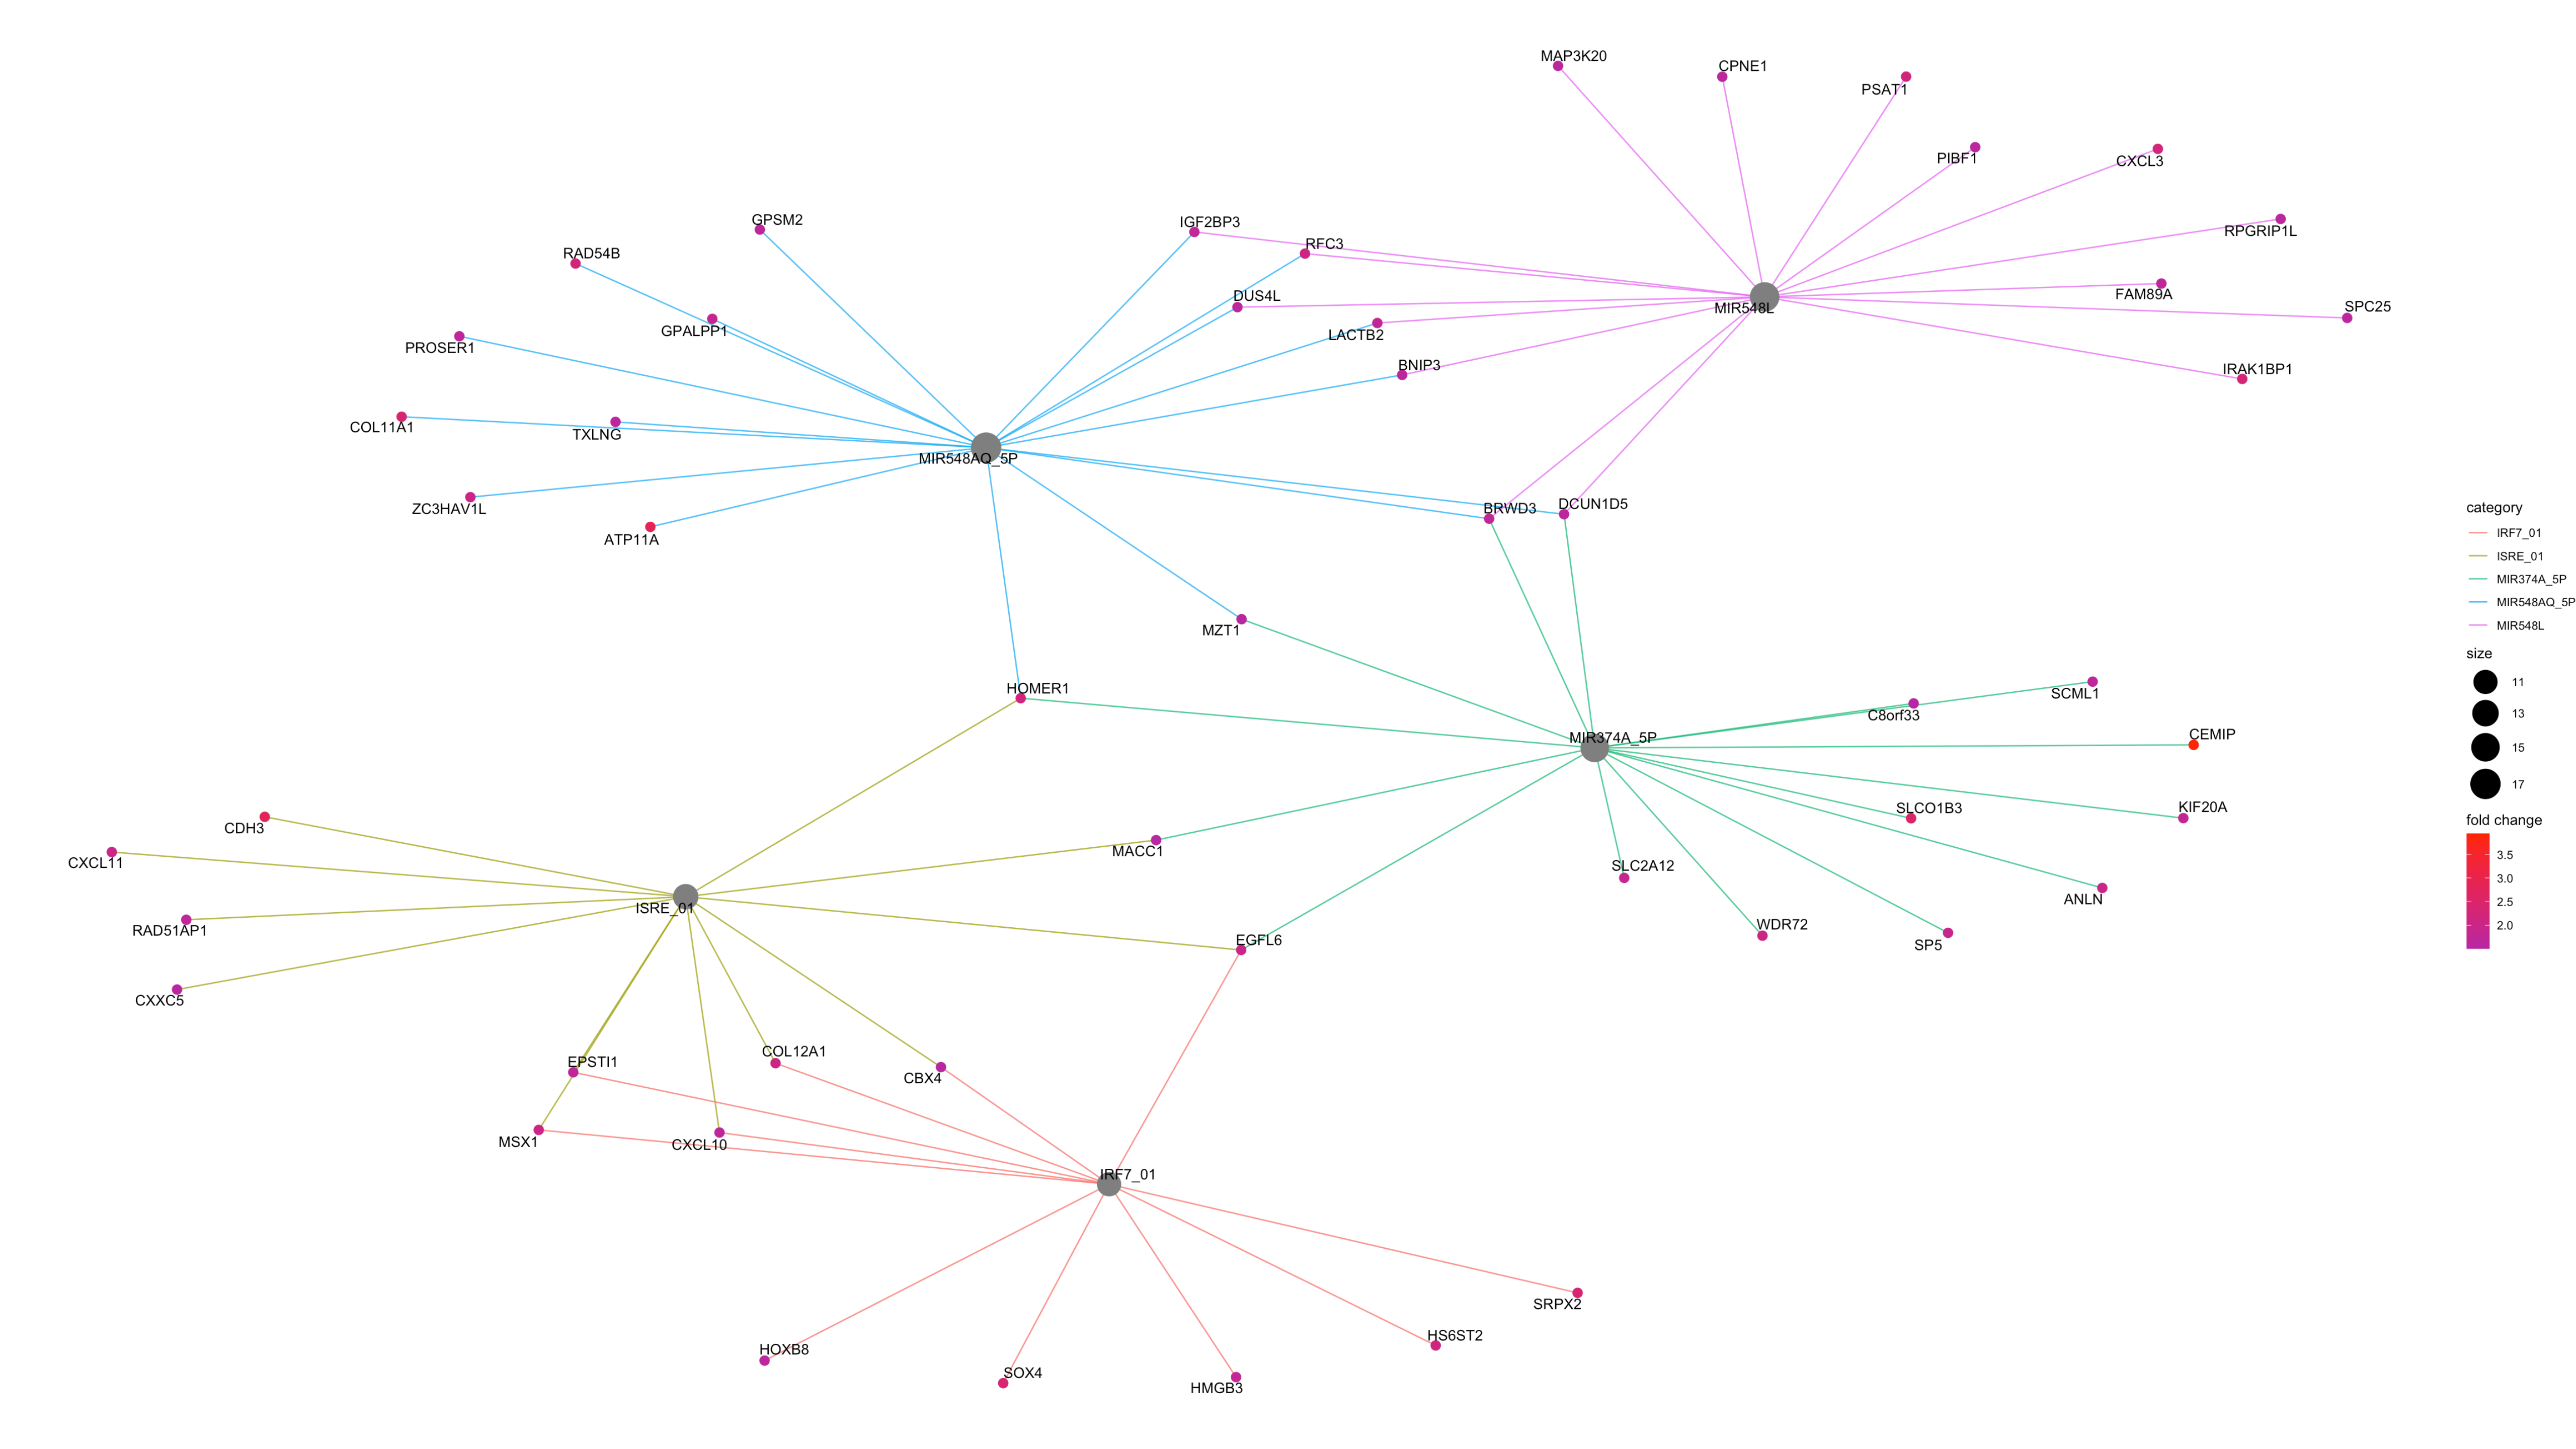 MAP3K20
CPNE1
PSAT1
PIBF1
CXCL3
GPSM2
IGF2BP3
RPGRIP1L
RAD54B
RFC3
DUS4L
FAM89A
MIR548L
SPC25
GPALPP1
LACTB2
PROSER1
BNIP3
IRAK1BP1
COL11A1
TXLNG
MIR548AQ_5P
ZC3HAV1L
BRWD3
DCUN1D5
ATP11A
MZT1
HOMER1
SCML1
C8orf33
MIR374A_5P
CEMIP
CDH3
SLCO1B3
KIF20A
CXCL11
MACC1
SLC2A12
ISRE_01
ANLN
RAD51AP1
WDR72
EGFL6
SP5
CXXC5
COL12A1
EPSTI1
CBX4
MSX1
CXCL10
IRF7_01
SRPX2
HS6ST2
HOXB8
SOX4
HMGB3
category
IRF7_01
ISRE_01
MIR374A_5P
MIR548AQ_5P
MIR548L
size
11
13
15
17
fold change
3.5
3.0
2.5
2.0